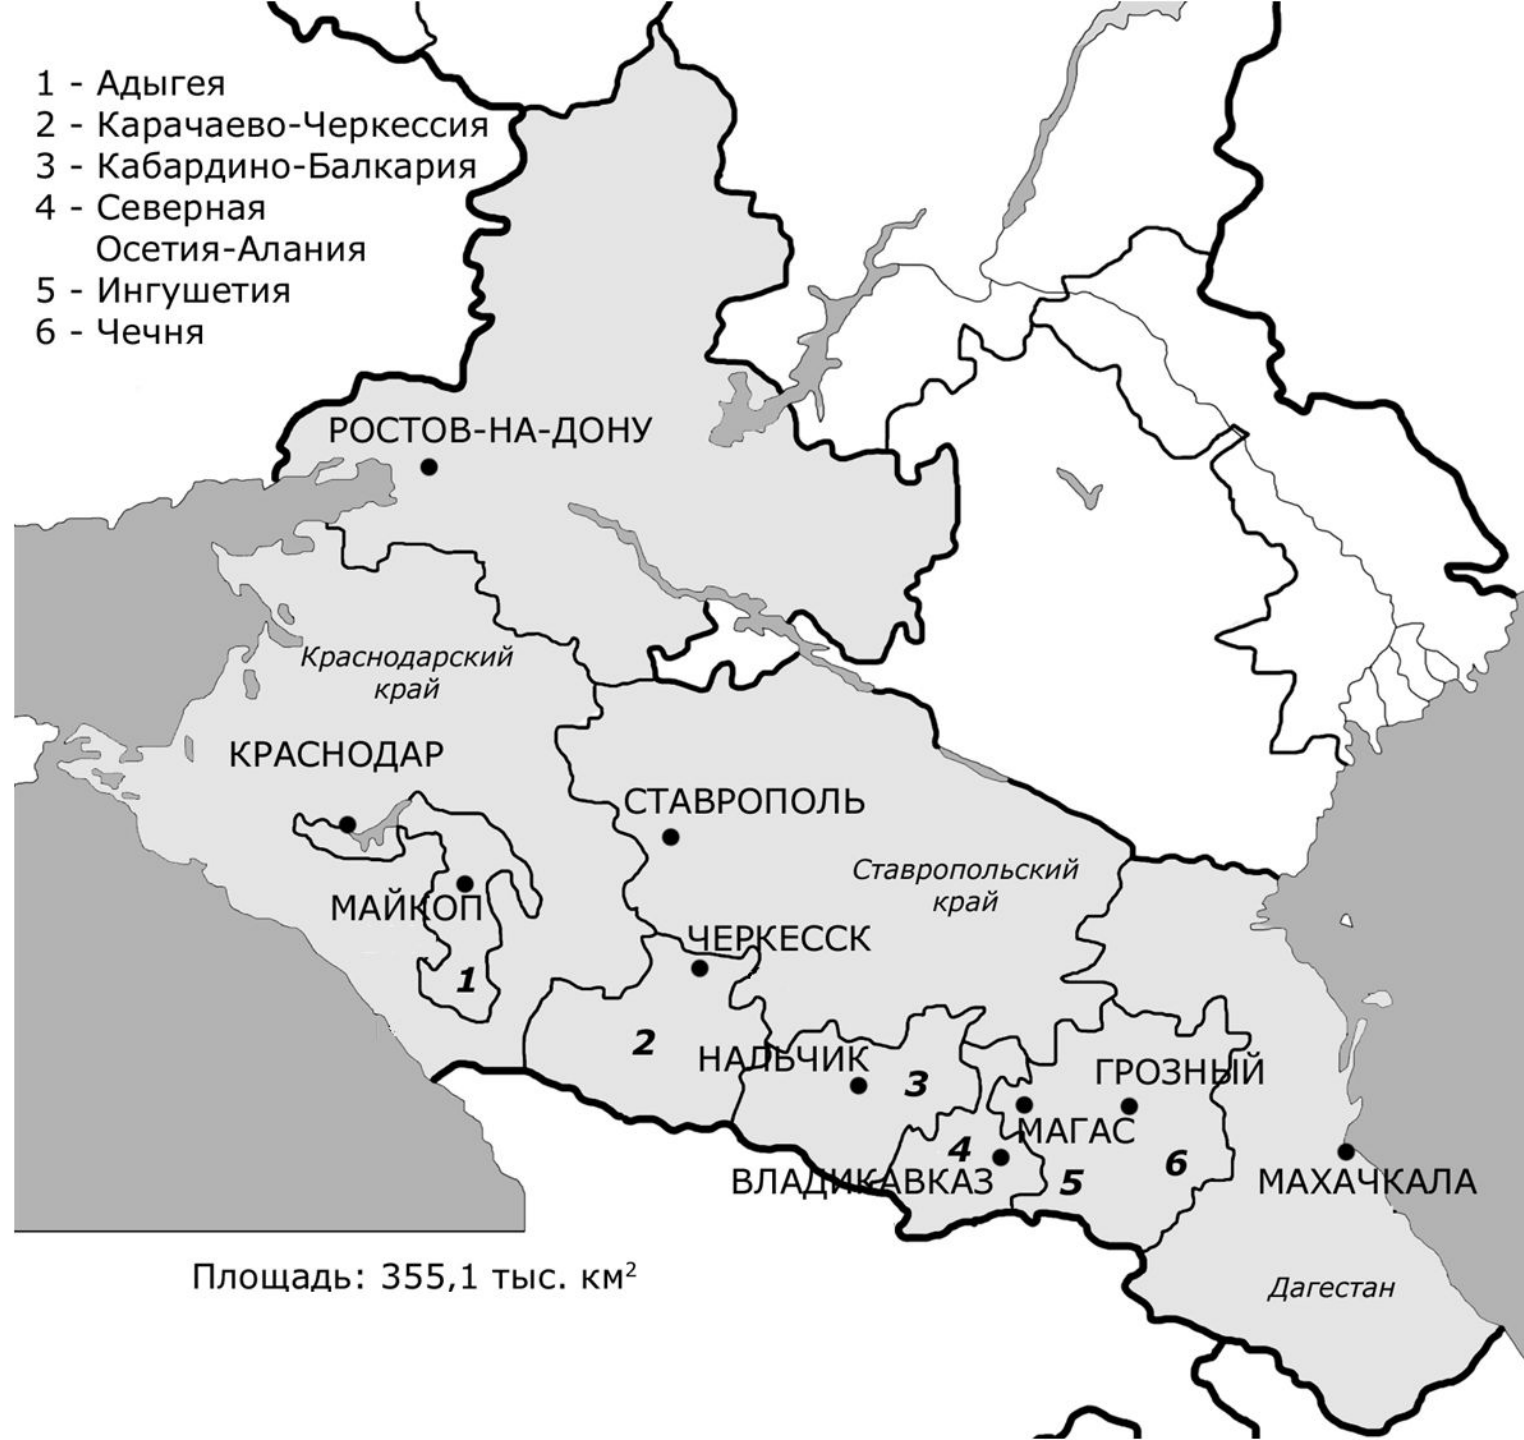 1 - Адыгея
2 - Карачаево-Черкессия
3 - Кабардино-Балкария
4 - Северная
Осетия-Алания
5 - Ингушетия
6 - Чечня
РОСТОВ-НА-ДОНУ
Краснодарский
край
КРАСНОДАР
СТАВРОПОЛЬ
Ставропольский
край
МАЙКОП
ЧЕРКЕССК
1
2
НАЛЬЧИК
3
ГРОЗНЫЙ
МАГАС
4
5
6
ВЛАДИКАВКАЗ
МАХАЧКАЛА
Площадь: 355,1 тыс. км²
Дагестан